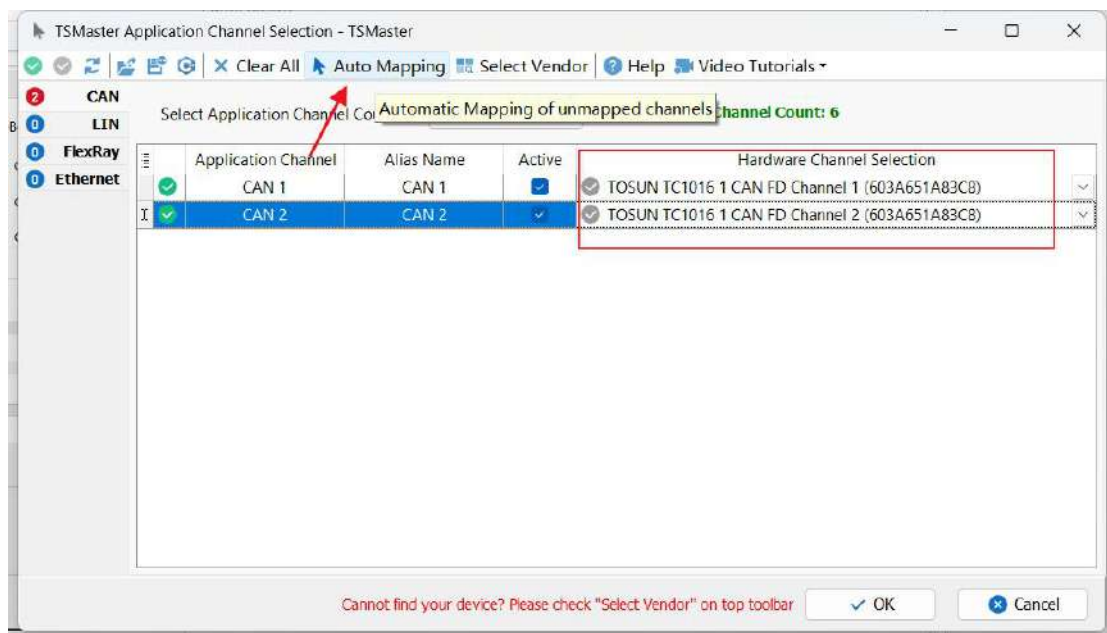 TSMaster Application Channel Selection - TSMaster
Clear All Auto Mapping Select Vendor Help Video Tutorials
2 CAN
0 LIN
0 FlexRay
0 Ethernet
Select Application Channel Co
Automatic Mapping of unmapped channels
hannel Count: 6
Application Channel Alias Name Active Hardware Channel Selection
CAN 1 CAN 1 TOSUN TC1016 1 CAN FD Channel 1 (603A651A83C8)
CAN 2 CAN 2 TOSUN TC1016 1 CAN FD Channel 2 (603A651A83C8)
Cannot find your device? Please check "Select Vendor" on top toolbar OK Cancel